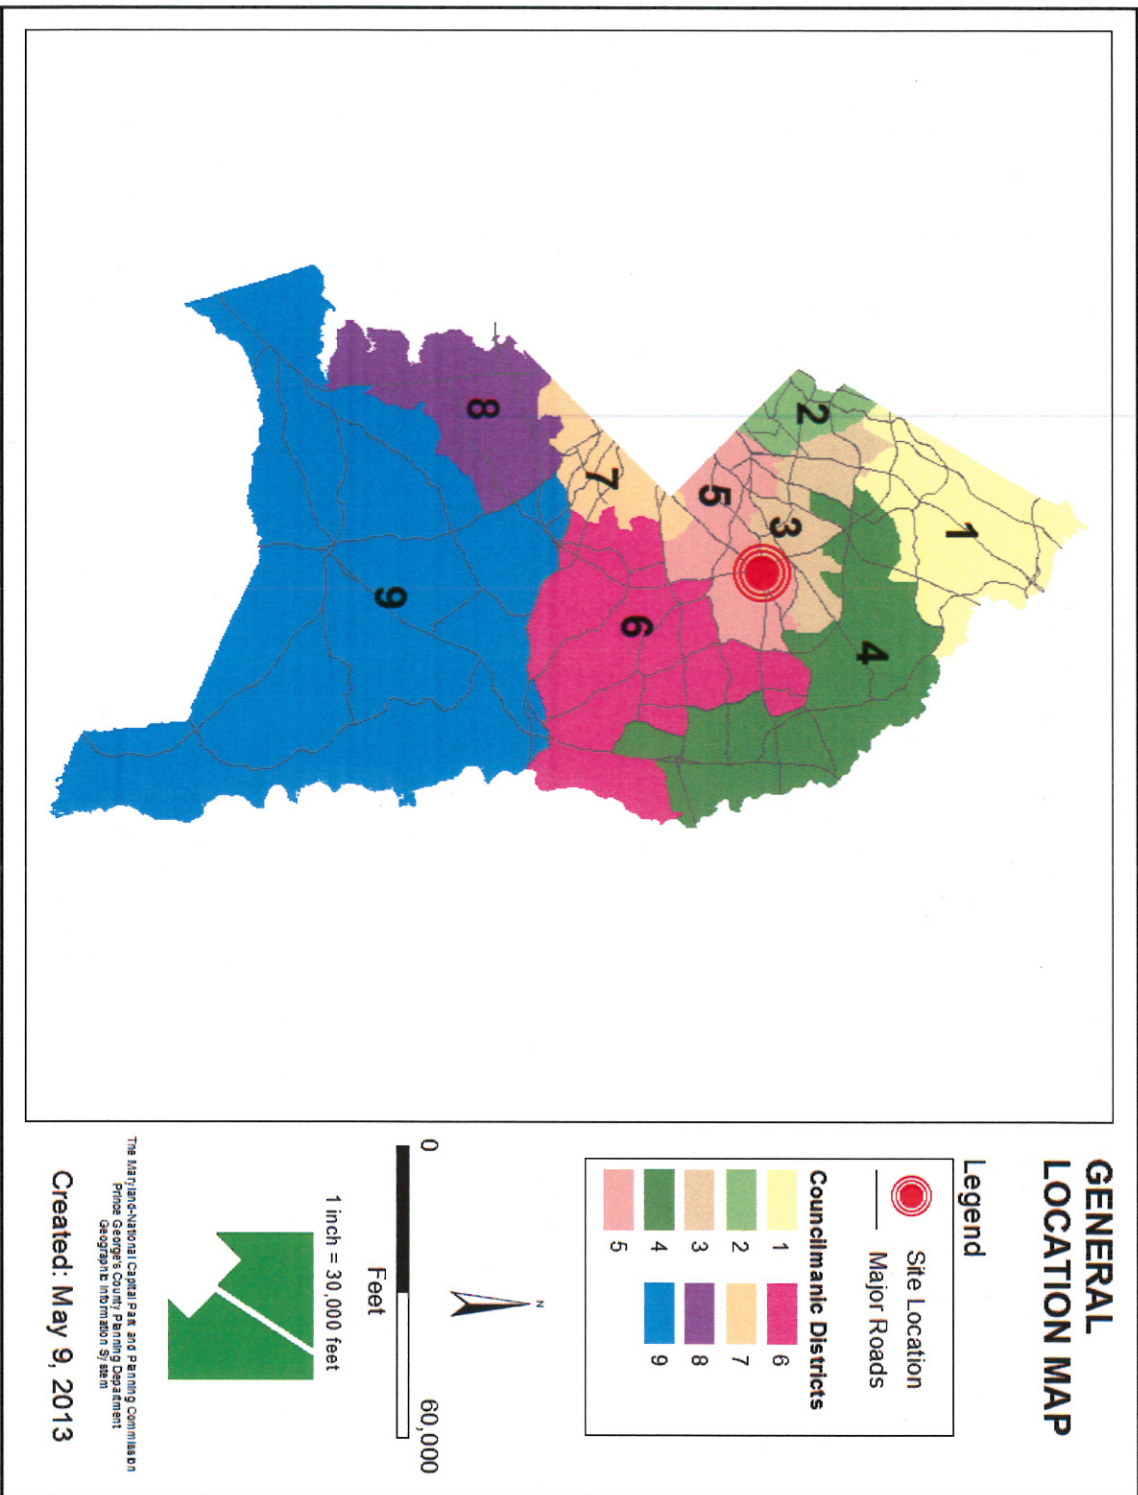 GENERAL
LOCATION MAP
Legend
Site Location
Major Roads
Councilmanic Districts
1
2
3
4
5
6
7
8
9
N
0
60,000
Feet
1 inch = 30,000 feet
The Maryland-National Capital Park and Planning Commission
Prince George's County Planning Department
Geographic Information System
Created: May 9, 2013
1
2
3
4
5
6
7
8
9